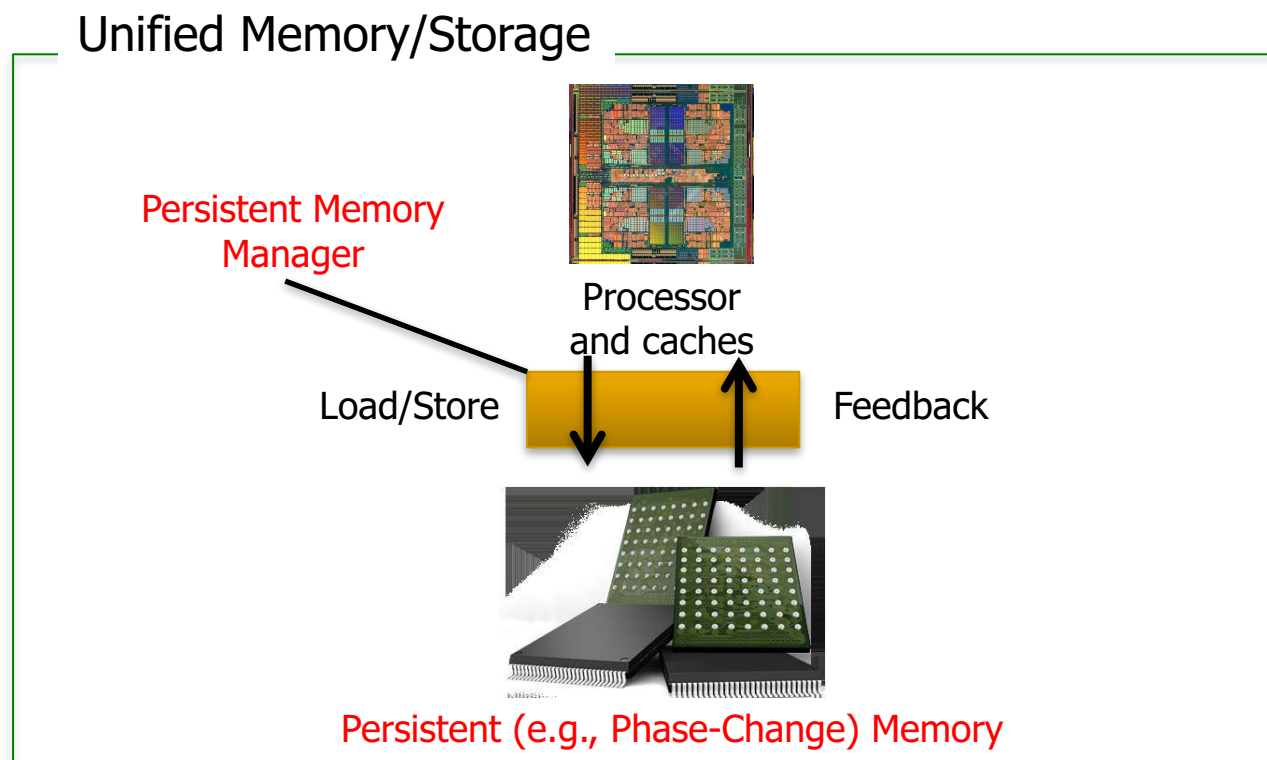 Unified Memory/Storage
Persistent Memory
Manager
Processor
and caches
Load/Store
Feedback
Persistent (e.g., Phase-Change) Memory